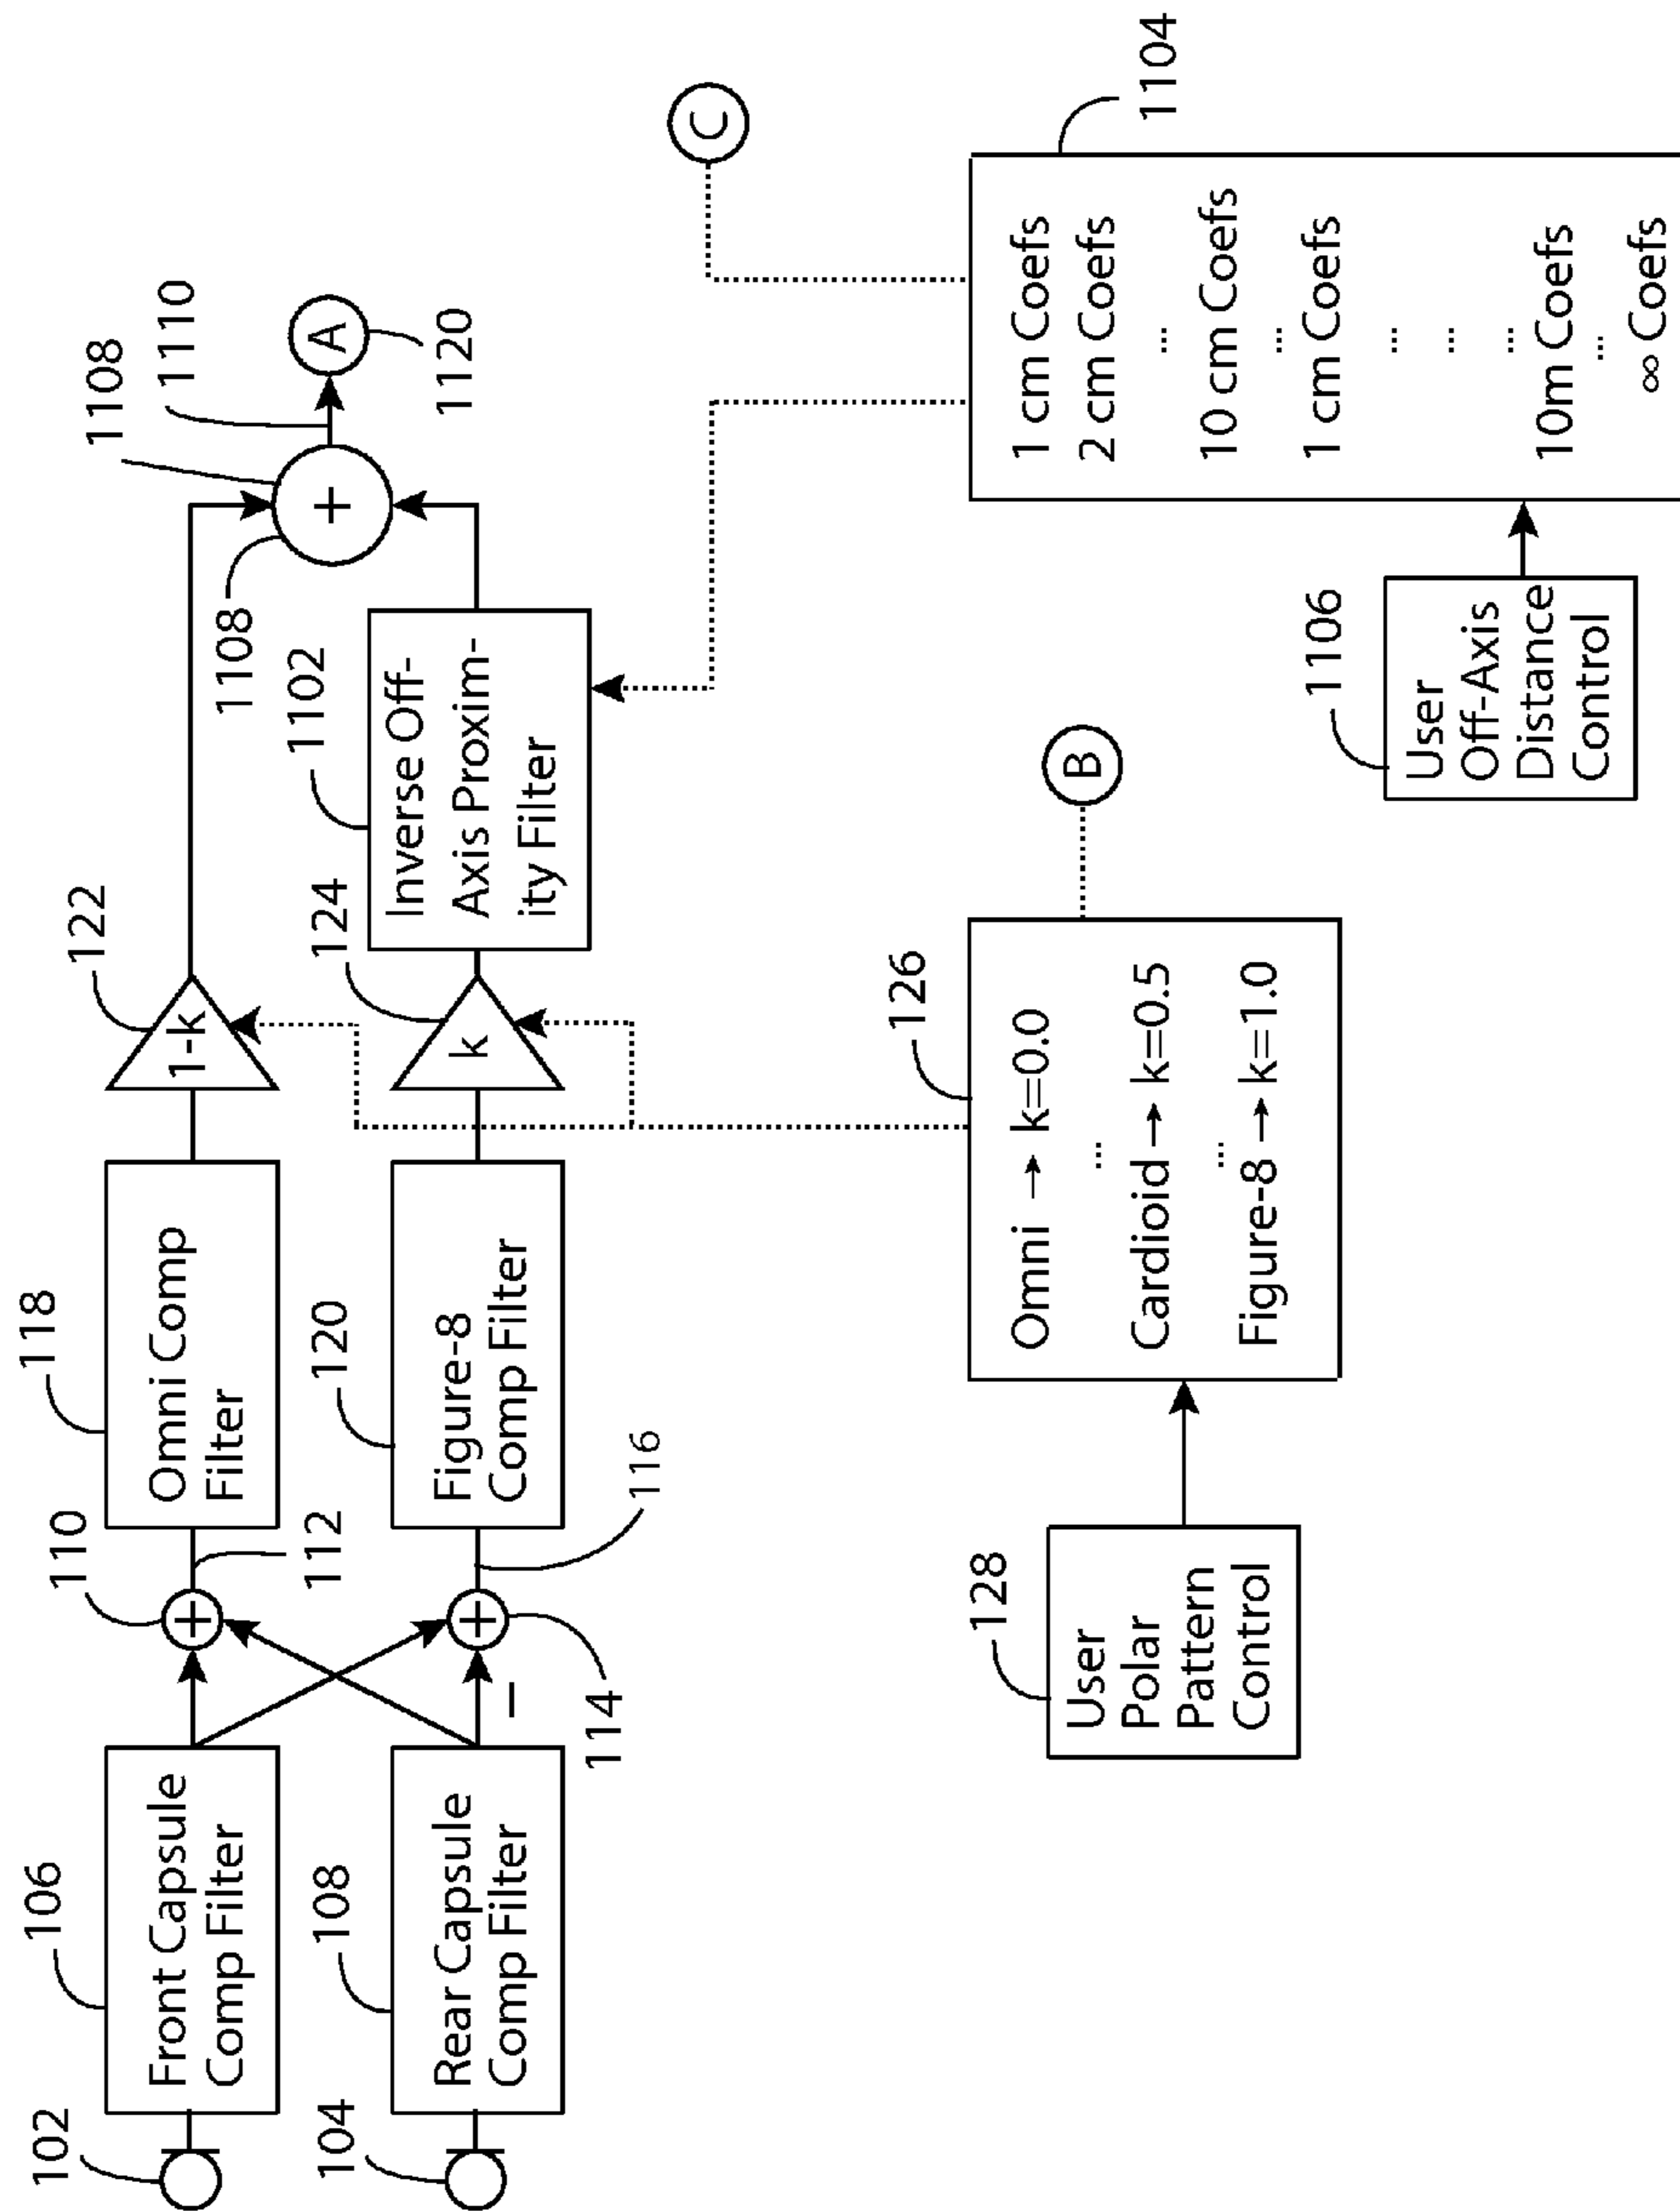 102
106
Front Capsule
Comp Filter
110
+
112
118
Omni Comp
Filter
122
1-k
1108
1110
+
1108
A
1120
104
108
Rear Capsule
Comp Filter
−
+
114
116
120
Figure-8
Comp Filter
124
k
1102
Inverse Off-
Axis Proxim-
ity Filter
128
User
Polar
Pattern
Control
126
Omni → k=0.0
...
Cardioid → k=0.5
...
Figure-8 → k=1.0
B
1106
User
Off-Axis
Distance
Control
C
1104
1 cm Coefs
2 cm Coefs
...
10 cm Coefs
...
1 cm Coefs
...
...
...
10m Coefs
...
∞ Coefs